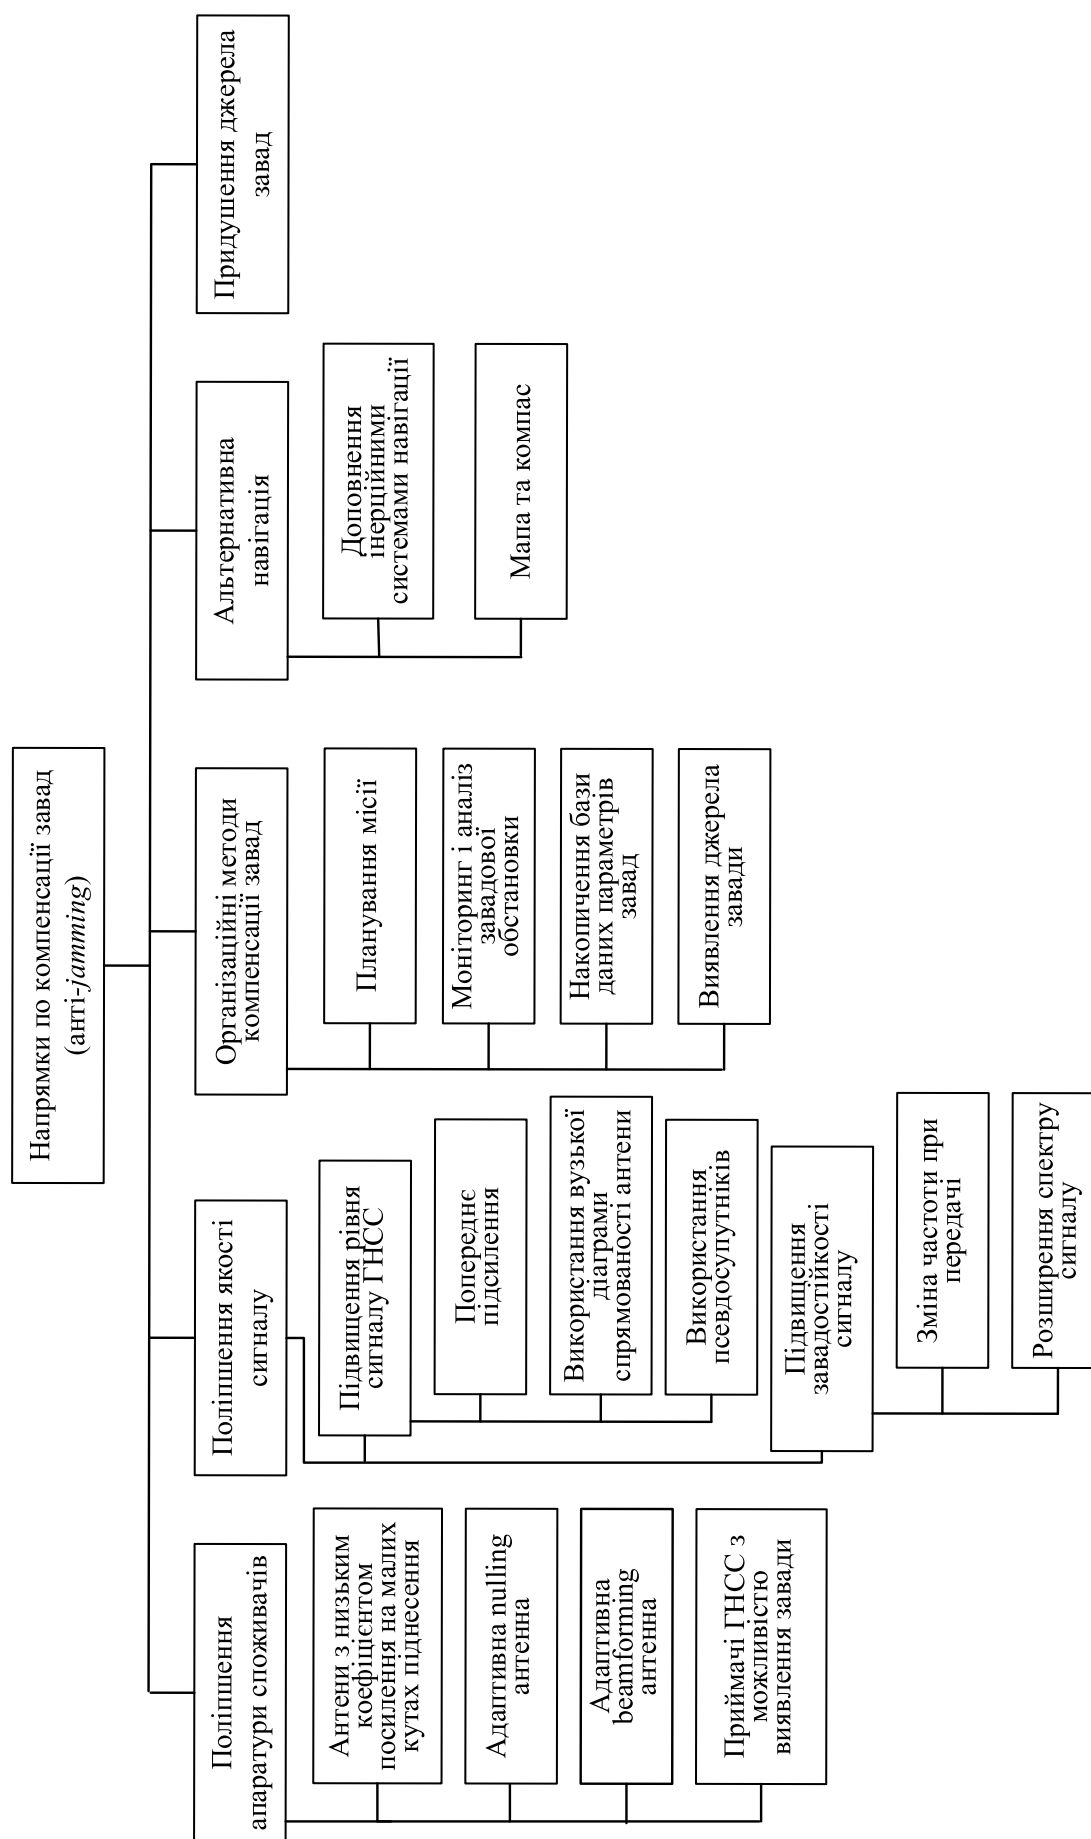 Напрямки по компенсації завад
(анті-jamming)
Поліпшення
апаратури споживачів
Антени з низьким
коефіцієнтом
посилення на малих
кутах піднесення
Адаптивна nulling
антенна
Адаптивна
beamforming
антенна
Приймачі ГНСС з
можливістю
виявлення завади
Поліпшення якості
сигналу
Підвищення рівня
сигналу ГНСС
Попереднє
підсилення
Використання вузької
діаграми
спрямованості антени
Використання
псевдосупутників
Підвищення
завадостійкості
сигналу
Зміна частоти при
передачі
Розширення спектру
сигналу
Організаційні методи
компенсації завад
Планування місії
Моніторинг і аналіз
завадової
обстановки
Накопичення бази
даних параметрів
завад
Виявлення джерела
завади
Альтернативна
навігація
Доповнення
інерційними
системами навігації
Мапа та компас
Придушення джерела
завад